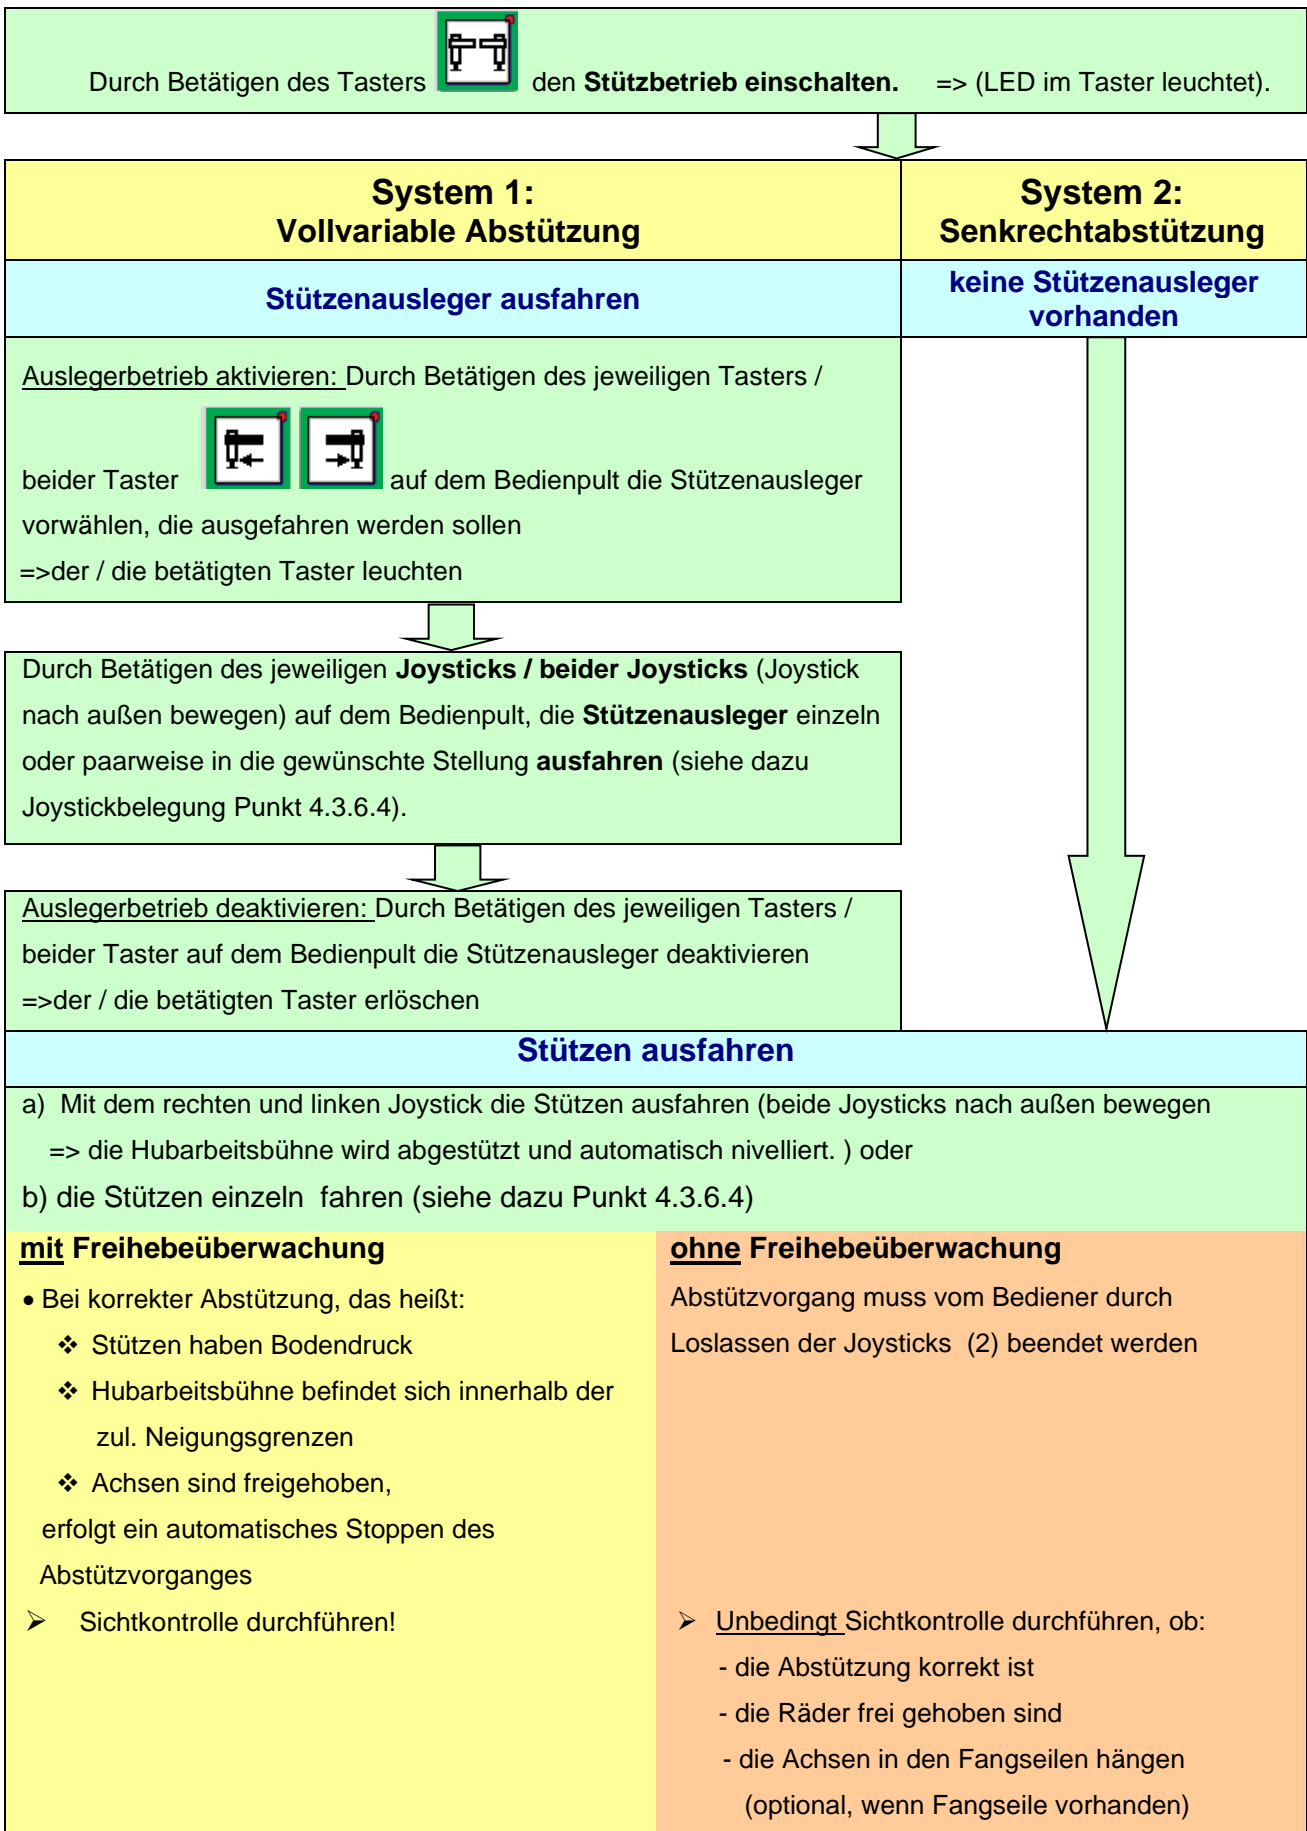 Durch Betätigen des Tasters den Stützbetrieb einschalten. => (LED im Taster leuchtet).
System 1:
Vollvariable Abstützung
System 2:
Senkrechtabstützung
Stützenausleger ausfahren
keine Stützenausleger
vorhanden
Auslegerbetrieb aktivieren: Durch Betätigen des jeweiligen Tasters /
beider Taster auf dem Bedienpult die Stützenausleger
vorwählen, die ausgefahren werden sollen
=>der / die betätigten Taster leuchten
Durch Betätigen des jeweiligen Joysticks / beider Joysticks (Joystick
nach außen bewegen) auf dem Bedienpult, die Stützenausleger einzeln
oder paarweise in die gewünschte Stellung ausfahren (siehe dazu
Joystickbelegung Punkt 4.3.6.4).
Auslegerbetrieb deaktivieren: Durch Betätigen des jeweiligen Tasters /
beider Taster auf dem Bedienpult die Stützenausleger deaktivieren
=>der / die betätigten Taster erlöschen
Stützen ausfahren
a) Mit dem rechten und linken Joystick die Stützen ausfahren (beide Joysticks nach außen bewegen
=> die Hubarbeitsbühne wird abgestützt und automatisch nivelliert. ) oder
b) die Stützen einzeln fahren (siehe dazu Punkt 4.3.6.4)
mit Freihebeüberwachung
• Bei korrekter Abstützung, das heißt:
❖ Stützen haben Bodendruck
❖ Hubarbeitsbühne befindet sich innerhalb der
zul. Neigungsgrenzen
❖ Achsen sind freigehoben,
erfolgt ein automatisches Stoppen des
Abstützvorganges
➢ Sichtkontrolle durchführen!
ohne Freihebeüberwachung
Abstützvorgang muss vom Bediener durch
Loslassen der Joysticks (2) beendet werden
➢ Unbedingt Sichtkontrolle durchführen, ob:
- die Abstützung korrekt ist
- die Räder frei gehoben sind
- die Achsen in den Fangseilen hängen
(optional, wenn Fangseile vorhanden)